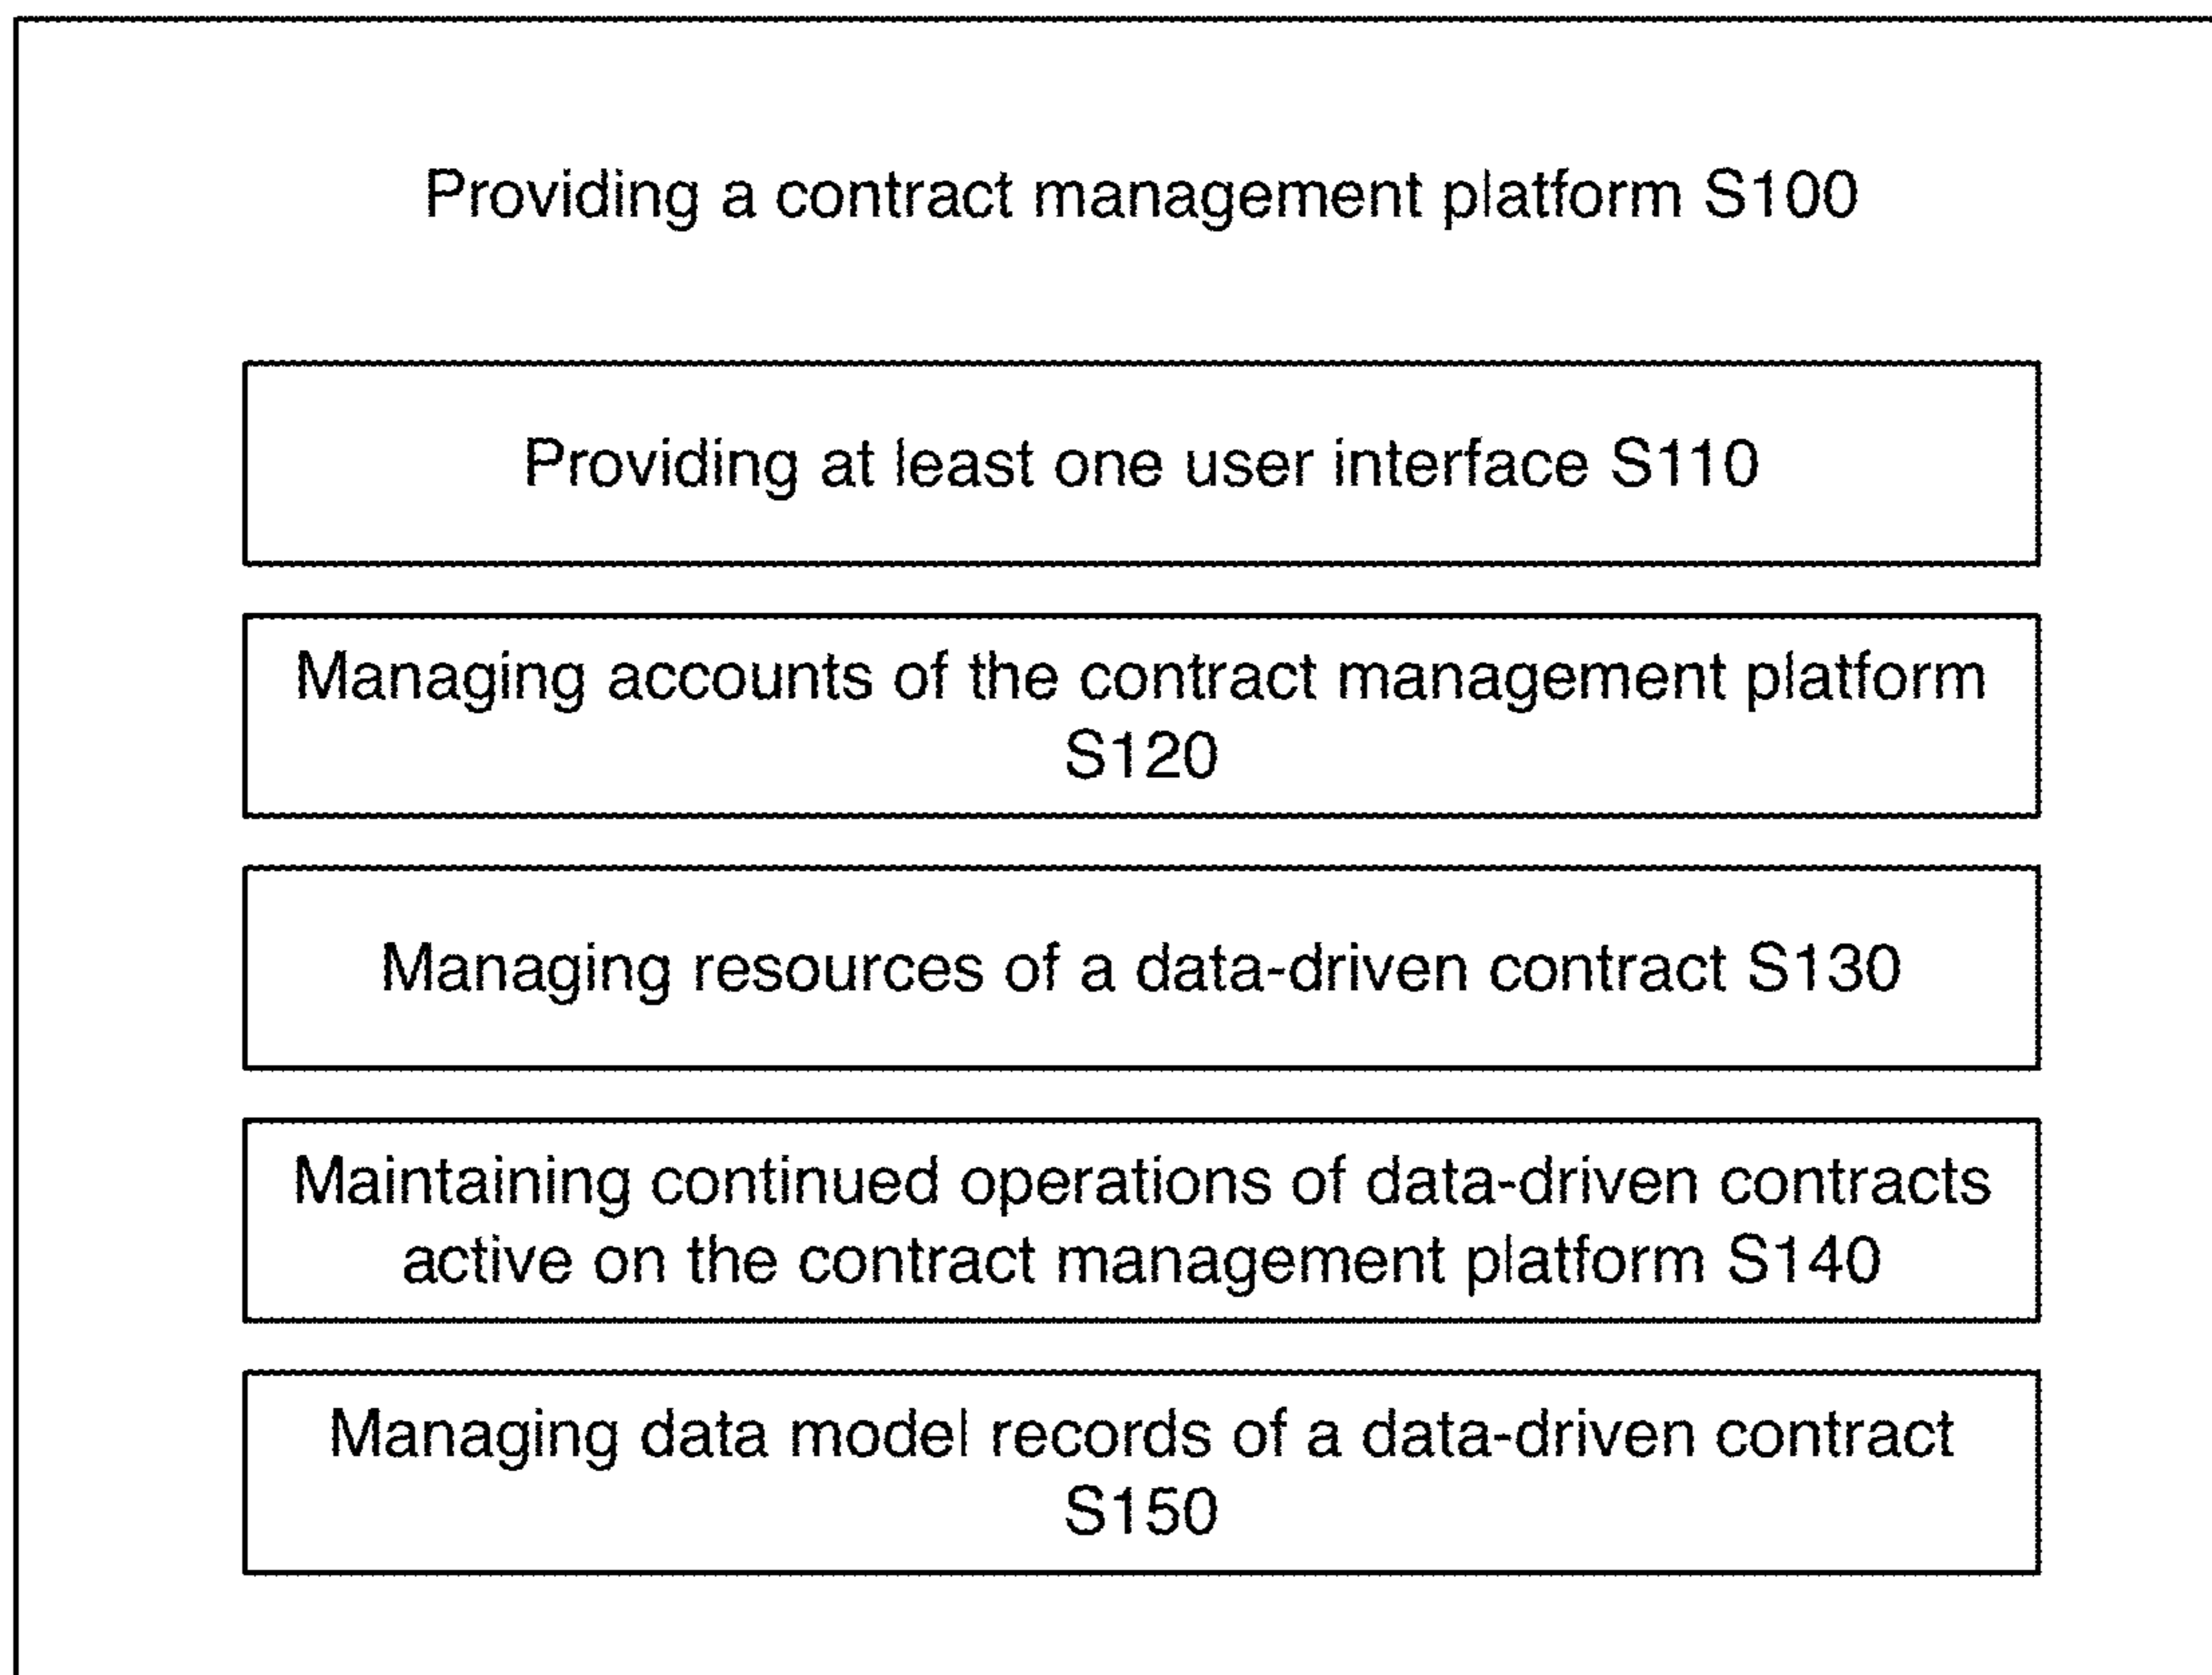 Providing a contract management platform S100
Providing at least one user interface S110
Managing accounts of the contract management platform
S120
Managing resources of a data-driven contract S130
Maintaining continued operations of data-driven contracts
active on the contract management platform S140
Managing data model records of a data-driven contract
S150